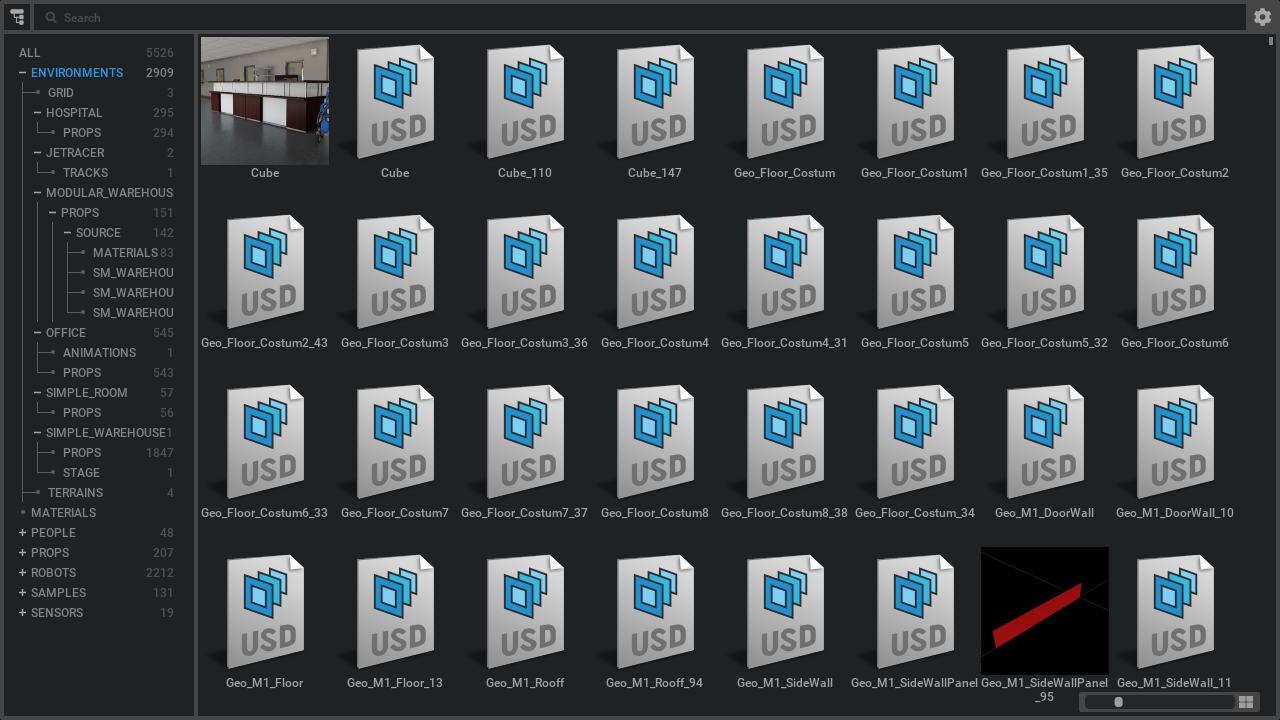 Search
ALL 5526
ENVIRONMENTS 2909
GRID 3
HOSPITAL 295
PROPS 294
JETRACER 2
TRACKS 1
MODULAR_WAREHOUS
PROPS 151
SOURCE 142
MATERIALS 83
SM_WAREHOU
SM_WAREHOU
SM_WAREHOU
OFFICE 545
ANIMATIONS 1
PROPS 543
SIMPLE_ROOM 57
PROPS 56
SIMPLE_WAREHOUSE
PROPS 1847
STAGE 1
TERRAINS 4
MATERIALS
PEOPLE 48
PROPS 207
ROBOTS 2212
SAMPLES 131
SENSORS 19
USD USD USD USD USD USD USD
Cube Cube Cube_110 Cube_147 Geo_Floor_Costum Geo_Floor_Costum1 Geo_Floor_Costum1_35 Geo_Floor_Costum2
USD USD USD USD USD USD USD USD
Geo_Floor_Costum2_43 Geo_Floor_Costum3 Geo_Floor_Costum3_36 Geo_Floor_Costum4 Geo_Floor_Costum4_31 Geo_Floor_Costum5 Geo_Floor_Costum5_32 Geo_Floor_Costum6
USD USD USD USD USD USD USD USD
Geo_Floor_Costum6_33 Geo_Floor_Costum7 Geo_Floor_Costum7_37 Geo_Floor_Costum8 Geo_Floor_Costum8_38 Geo_Floor_Costum_34 Geo_M1_DoorWall Geo_M1_DoorWall_10
USD USD USD USD USD USD USD
Geo_M1_Floor Geo_M1_Floor_13 Geo_M1_Rooff Geo_M1_Rooff_94 Geo_M1_SideWall Geo_M1_SideWallPanel Geo_M1_SideWallPanel Geo_M1_SideWall_11
_95